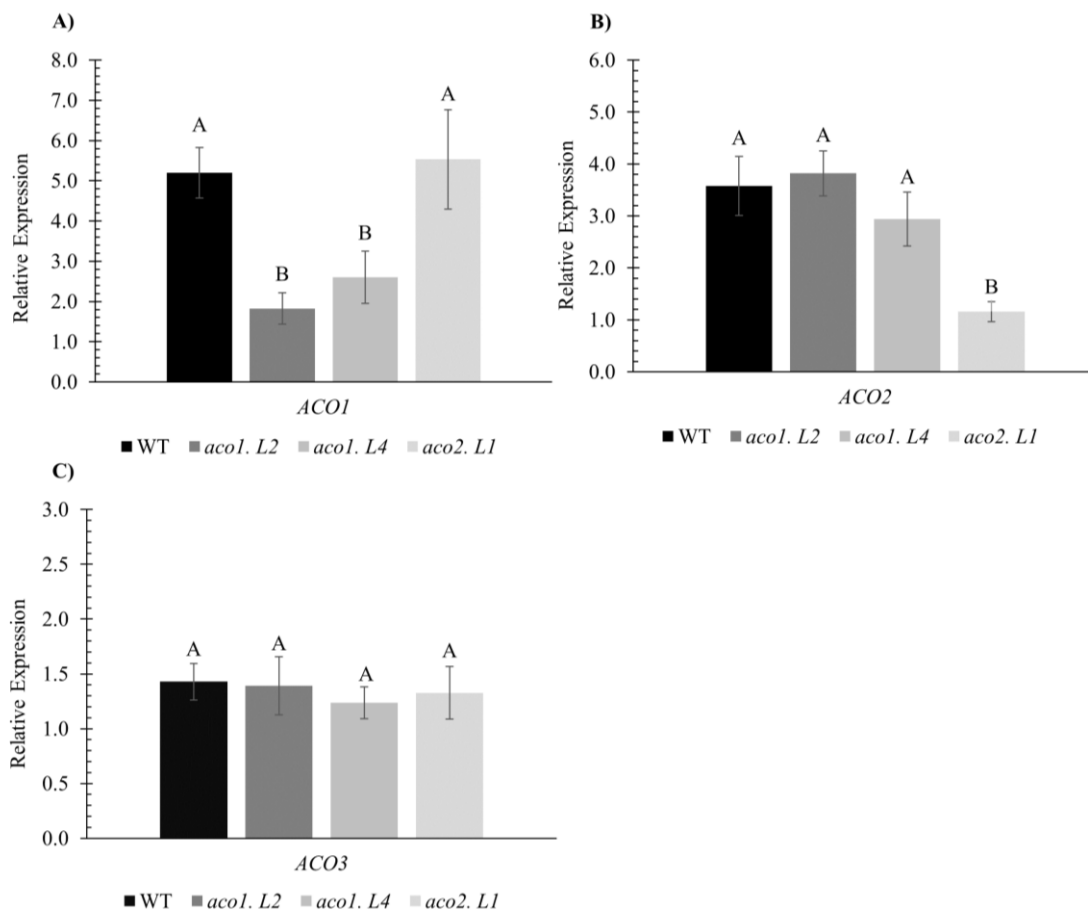 A)
8.0
7.0
6.0
5.0
4.0
3.0
2.0
1.0
0.0
Relative Expression
A
B
B
A
ACO1
WT aco1. L2 aco1. L4 aco2. L1
B)
6.0
5.0
4.0
3.0
2.0
1.0
0.0
Relative Expression
A
A
A
B
ACO2
WT aco1. L2 aco1. L4 aco2. L1
C)
3.0
2.5
2.0
1.5
1.0
0.5
0.0
Relative Expression
A
A
A
A
ACO3
WT aco1. L2 aco1. L4 aco2. L1